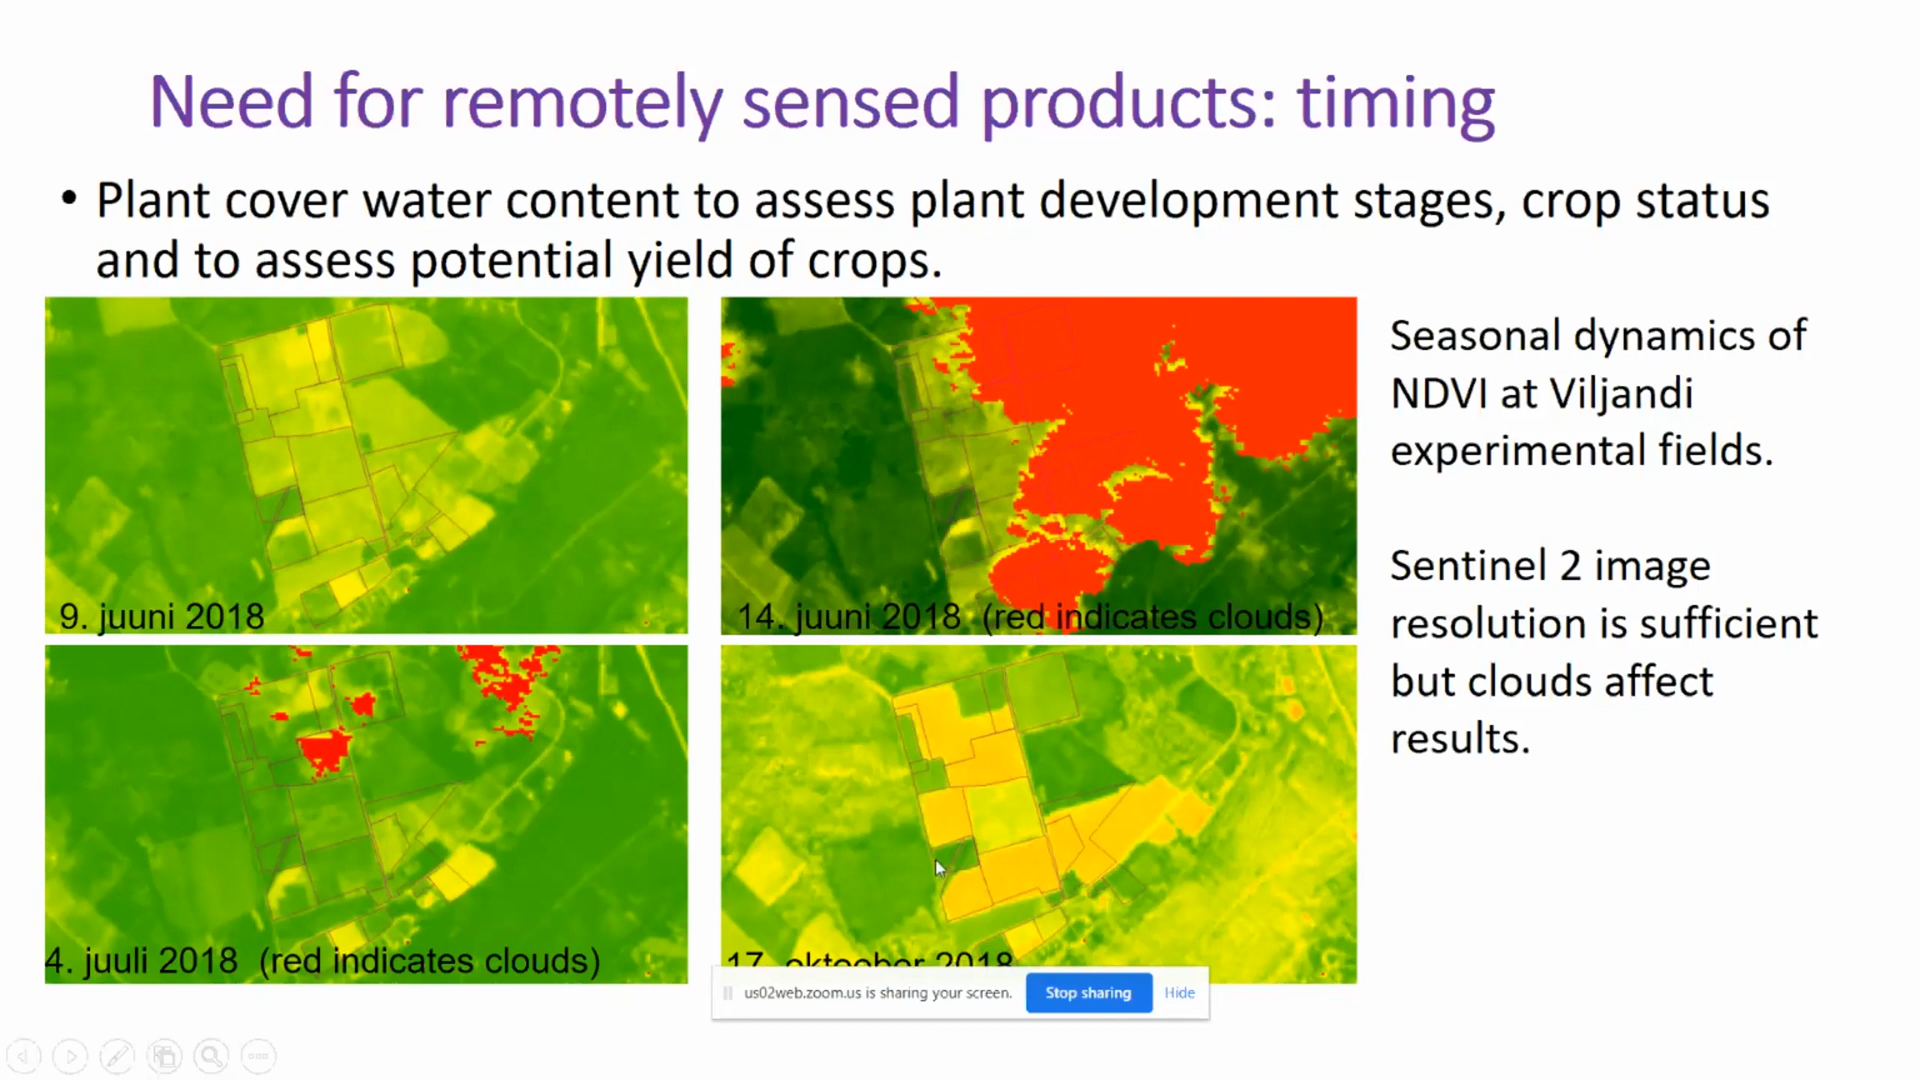 Need for remotely sensed products: timing
• Plant cover water content to assess plant development stages, crop status
and to assess potential yield of crops.
9. juuni 2018
14. juuni 2018 (red indicates clouds)
Seasonal dynamics of
NDVI at Viljandi
experimental fields.
Sentinel 2 image
resolution is sufficient
but clouds affect
results.
4. juuli 2018 (red indicates clouds)
17. oktoober 2018
us02web.zoom.us is sharing your screen.
Stop sharing
Hide